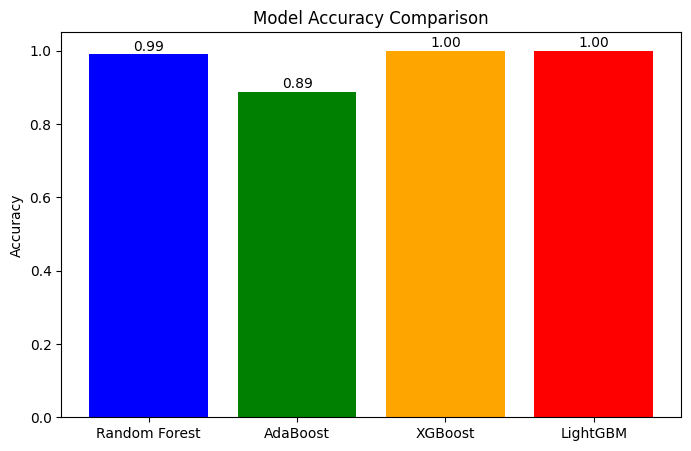 Model Accuracy Comparison
1.0
0.8
0.6
0.4
0.2
0.0
Accuracy
0.99
0.89
1.00
1.00
Random Forest
AdaBoost
XGBoost
LightGBM